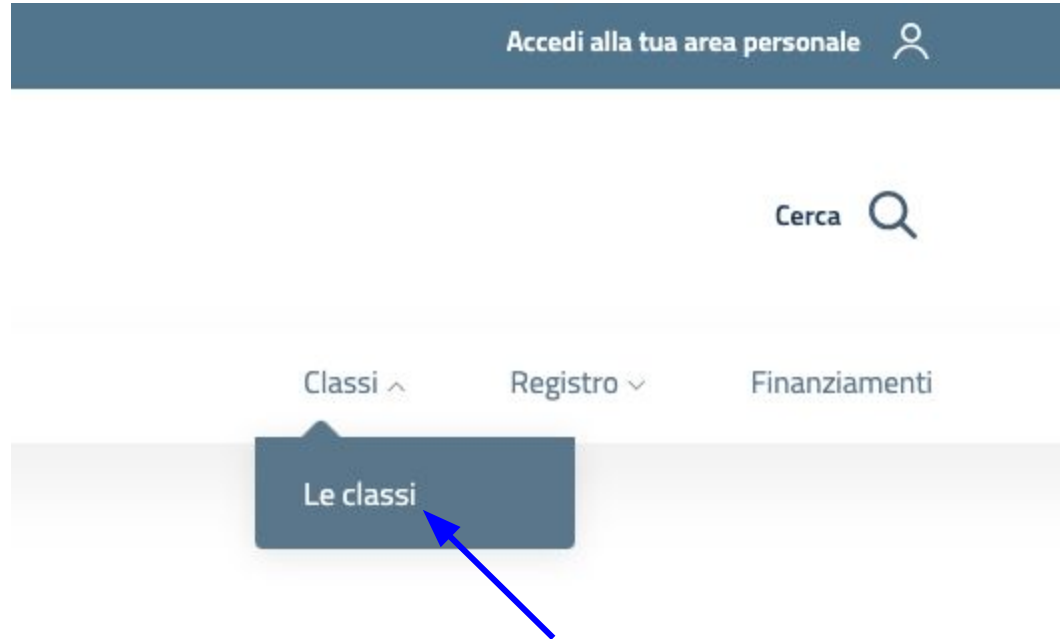 Accedi alla tua area personale
Cerca
Classi Registro Finanziamenti
Le classi